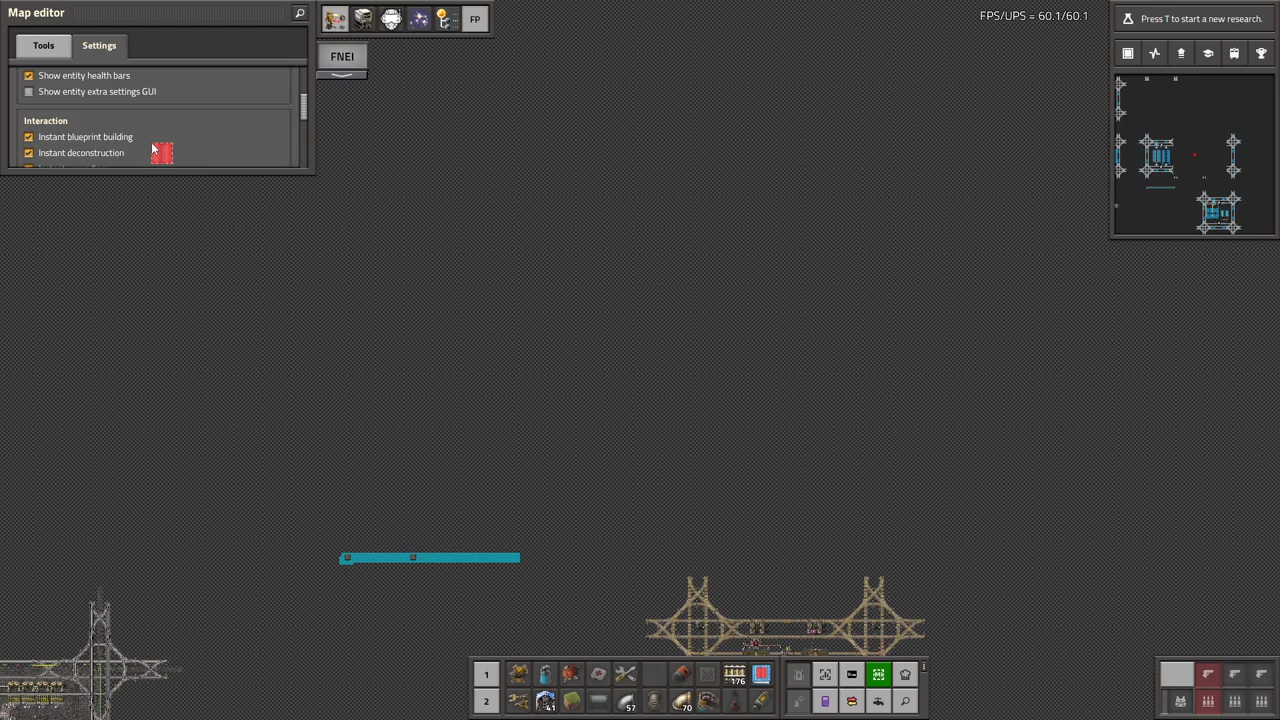 Map editor
FP
FPS/UPS = 60.1/60.1
Press T to start a new research.
Tools
Settings
FNEI
Show entity health bars
Show entity extra settings GUI
Interaction
Instant blueprint building
Instant deconstruction
1
176
2
41
57
70